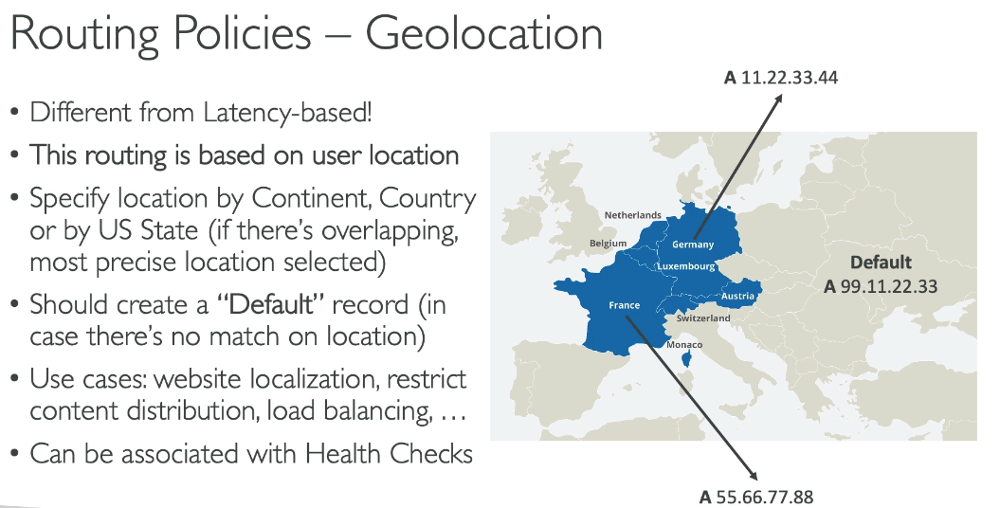 Routing Policies – Geolocation
• Different from Latency-based!
• This routing is based on user location
• Specify location by Continent, Country
or by US State (if there's overlapping,
most precise location selected)
• Should create a “Default” record (in
case there's no match on location)
• Use cases: website localization, restrict
content distribution, load balancing, …
• Can be associated with Health Checks
A 11.22.33.44
Netherlands
Belgium
Germany
Luxembourg
France
Austria
Switzerland
Monaco
Default
A 99.11.22.33
A 55.66.77.88